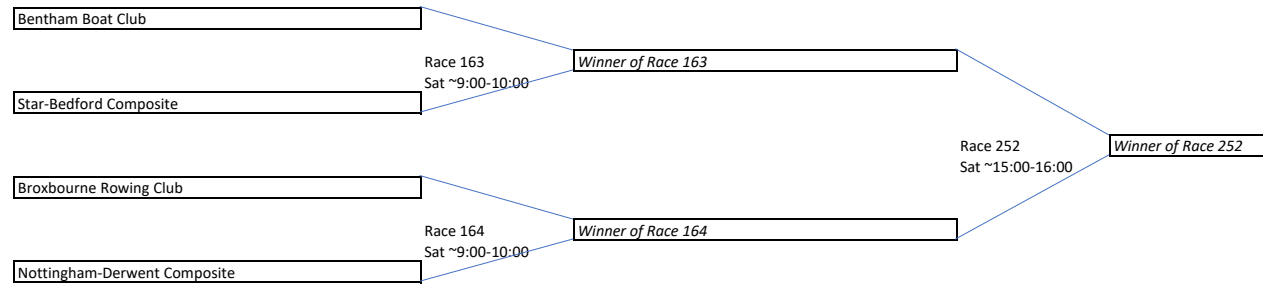 Bentham Boat Club
Race 163
Sat ~9:00-10:00
Winner of Race 163
Star-Bedford Composite
Race 252
Sat ~15:00-16:00
Winner of Race 252
Broxbourne Rowing Club
Race 164
Sat ~9:00-10:00
Winner of Race 164
Nottingham-Derwent Composite